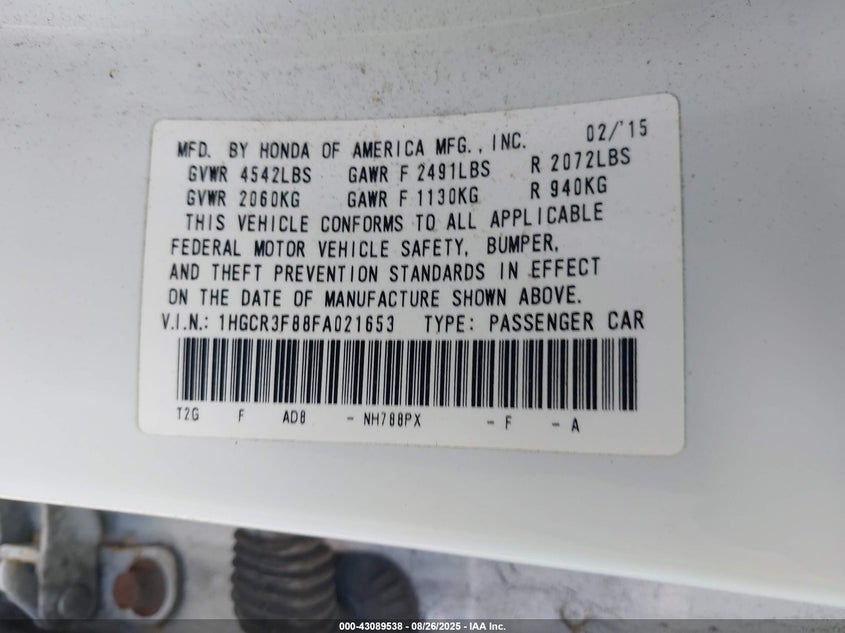 MFD. BY HONDA OF AMERICA MFG., INC. 02/'15
GVWR 4542LBS GAWR F 2491LBS R 2072LBS
GVWR 2060KG GAWR F 1130KG R 940KG
THIS VEHICLE CONFORMS TO ALL APPLICABLE
FEDERAL MOTOR VEHICLE SAFETY, BUMPER,
AND THEFT PREVENTION STANDARDS IN EFFECT
ON THE DATE OF MANUFACTURE SHOWN ABOVE.
V.I.N.: 1HGCR3F88FA021653 TYPE: PASSENGER CAR
T2G F AD8 - NH788PX - F - A
000-43089538 - 08/26/2025 - IAA Inc.